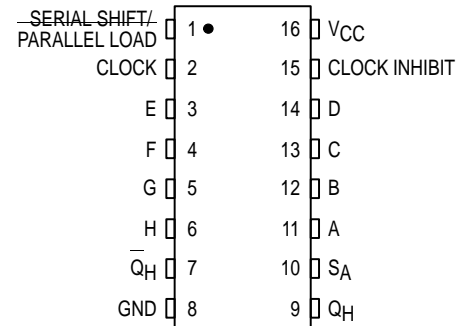 SERIAL SHIFT/
PARALLEL LOAD 1 16 VCC
CLOCK 2 15 CLOCK INHIBIT
E 3 14 D
F 4 13 C
G 5 12 B
H 6 11 A
Q̅H 7 10 SA
GND 8 9 QH